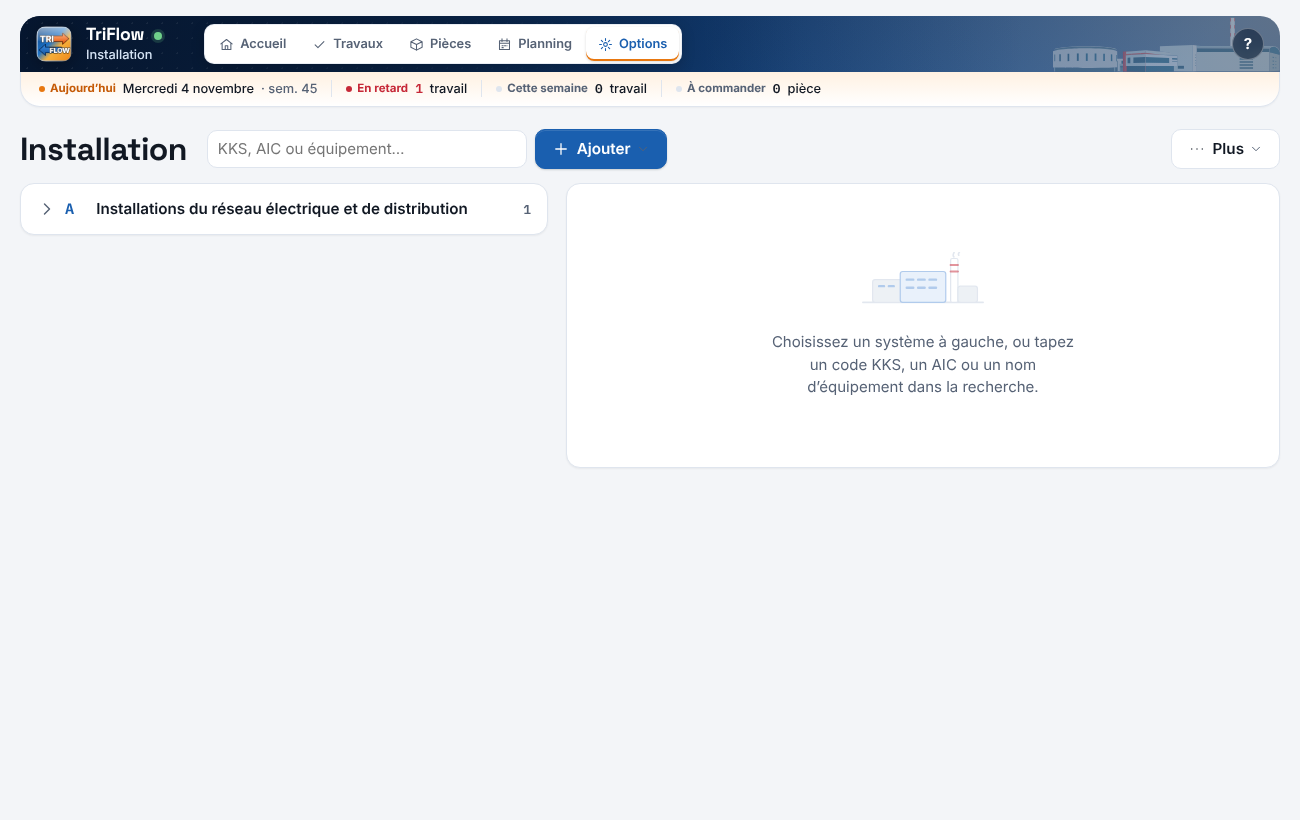 TRI
FLOW
TriFlow
Installation
Accueil
Travaux
Pièces
Planning
Options
?
Aujourd'hui Mercredi 4 novembre · sem. 45
En retard 1 travail
Cette semaine 0 travail
À commander 0 pièce
Installation
KKS, AIC ou équipement...
+ Ajouter
··· Plus
A Installations du réseau électrique et de distribution 1
Choisissez un système à gauche, ou tapez
un code KKS, un AIC ou un nom
d'équipement dans la recherche.